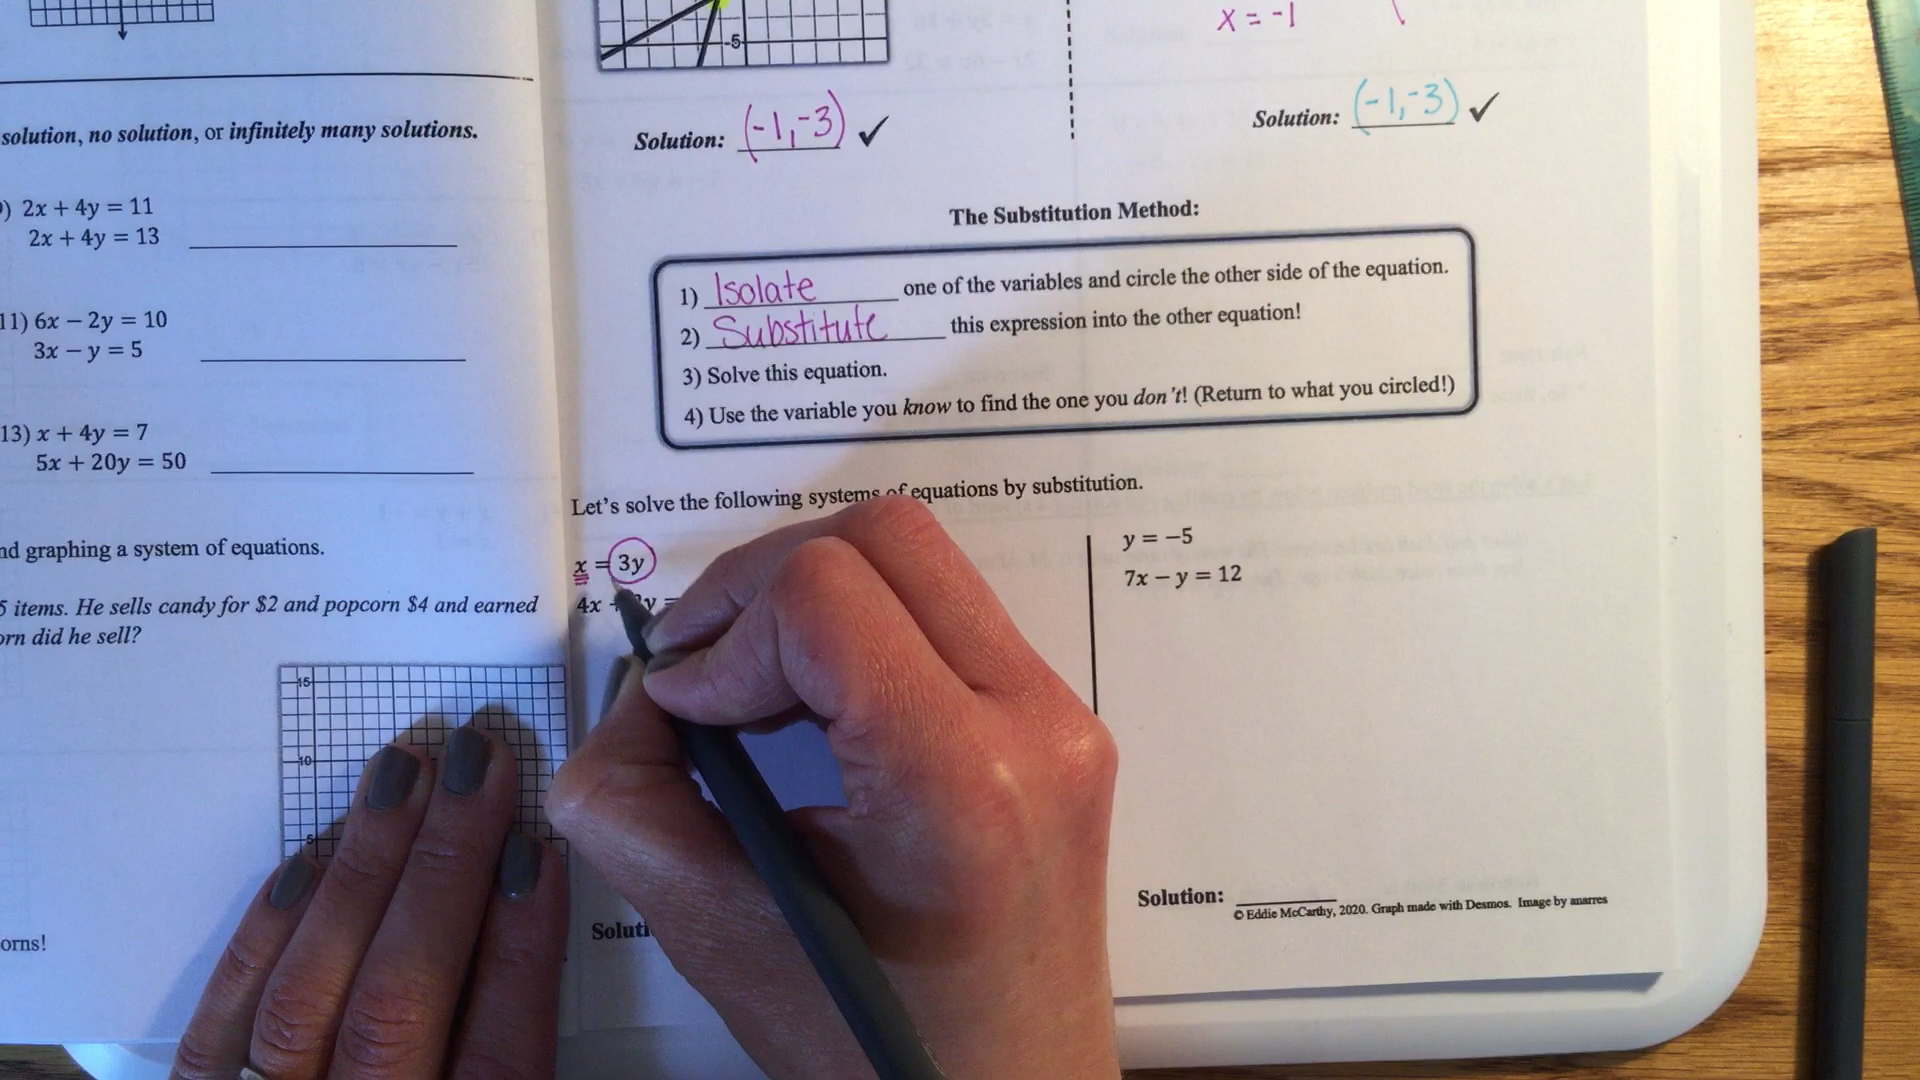 solution, no solution, or infinitely many solutions.
2x + 4y = 11
2x + 4y = 13
11) 6x − 2y = 10
3x − y = 5
13) x + 4y = 7
5x + 20y = 50
nd graphing a system of equations.
5 items. He sells candy for $2 and popcorn $4 and earned
orn did he sell?
15
10
5
orns!
-5
x = -1
Solution: (-1,-3) ✓
Solution: (-1,-3) ✓
The Substitution Method:
1) Isolate one of the variables and circle the other side of the equation.
2) Substitute this expression into the other equation!
3) Solve this equation.
4) Use the variable you know to find the one you don't! (Return to what you circled!)
Let's solve the following systems of equations by substitution.
x = 3y
4x y =
Soluti
y = −5
7x − y = 12
Solution:
© Eddie McCarthy, 2020. Graph made with Desmos. Image by anarres